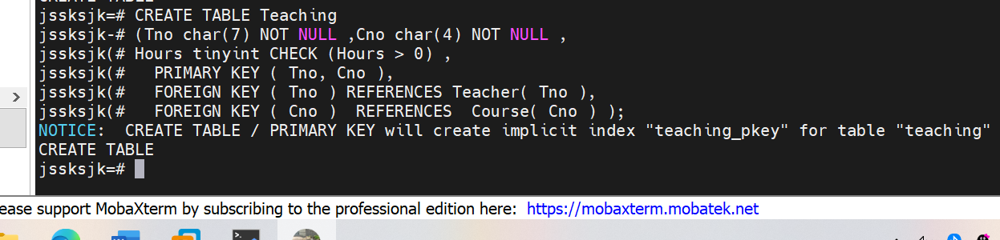 CREATE TABLE
jssksjk=# CREATE TABLE Teaching
jssksjk-# (Tno char(7) NOT NULL ,Cno char(4) NOT NULL ,
jssksjk(# Hours tinyint CHECK (Hours > 0) ,
jssksjk(#   PRIMARY KEY ( Tno, Cno ),
jssksjk(#   FOREIGN KEY ( Tno ) REFERENCES Teacher( Tno ),
jssksjk(#   FOREIGN KEY ( Cno )  REFERENCES  Course( Cno ) );
NOTICE:  CREATE TABLE / PRIMARY KEY will create implicit index "teaching_pkey" for table "teaching"
CREATE TABLE
jssksjk=#
ease support MobaXterm by subscribing to the professional edition here:  https://mobaxterm.mobatek.net